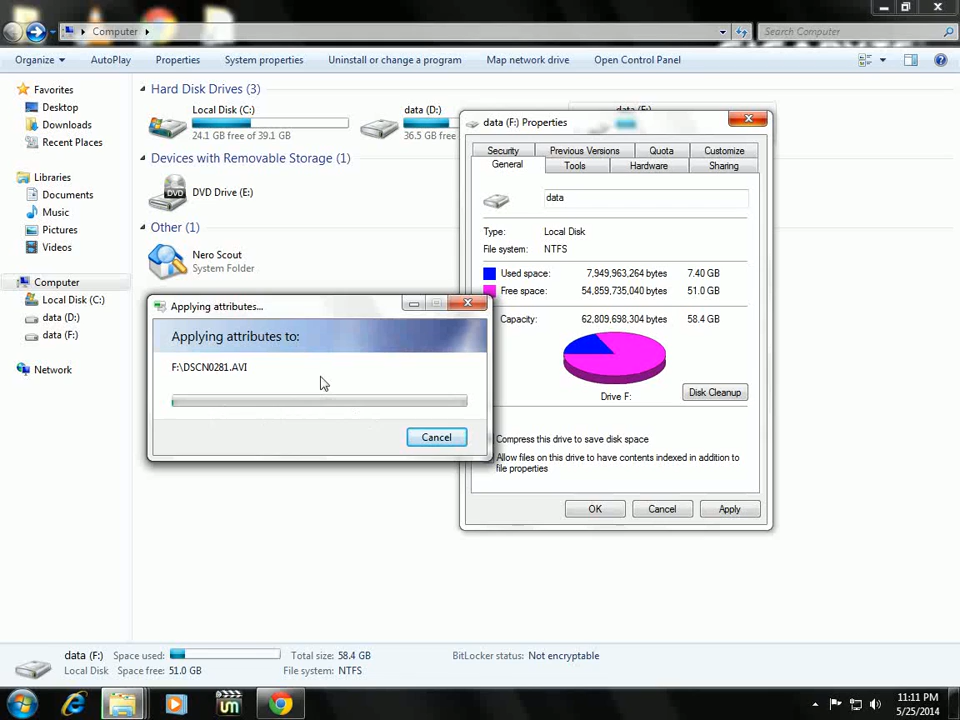 Computer
Search Computer
Organize
AutoPlay
Properties
System properties
Uninstall or change a program
Map network drive
Open Control Panel
Favorites
Desktop
Downloads
Recent Places
Libraries
Documents
Music
Pictures
Videos
Computer
Local Disk (C:)
data (D:)
data (F:)
Network
Hard Disk Drives (3)
Local Disk (C:)
24.1 GB free of 39.1 GB
data (D:)
36.5 GB free
data (F:)
Devices with Removable Storage (1)
DVD
DVD Drive (E:)
Other (1)
Nero Scout
System Folder
Applying attributes...
Applying attributes to:
F:\DSCN0281.AVI
Cancel
data (F:) Properties
Security
Previous Versions
Quota
Customize
General
Tools
Hardware
Sharing
data
Type: Local Disk
File system: NTFS
Used space: 7,949,963,264 bytes 7.40 GB
Free space: 54,859,735,040 bytes 51.0 GB
Capacity: 62,809,698,304 bytes 58.4 GB
Drive F:
Disk Cleanup
Compress this drive to save disk space
Allow files on this drive to have contents indexed in addition to
file properties
OK
Cancel
Apply
data (F:) Space used: Total size: 58.4 GB BitLocker status: Not encryptable
Local Disk Space free: 51.0 GB File system: NTFS
um
11:11 PM
5/25/2014